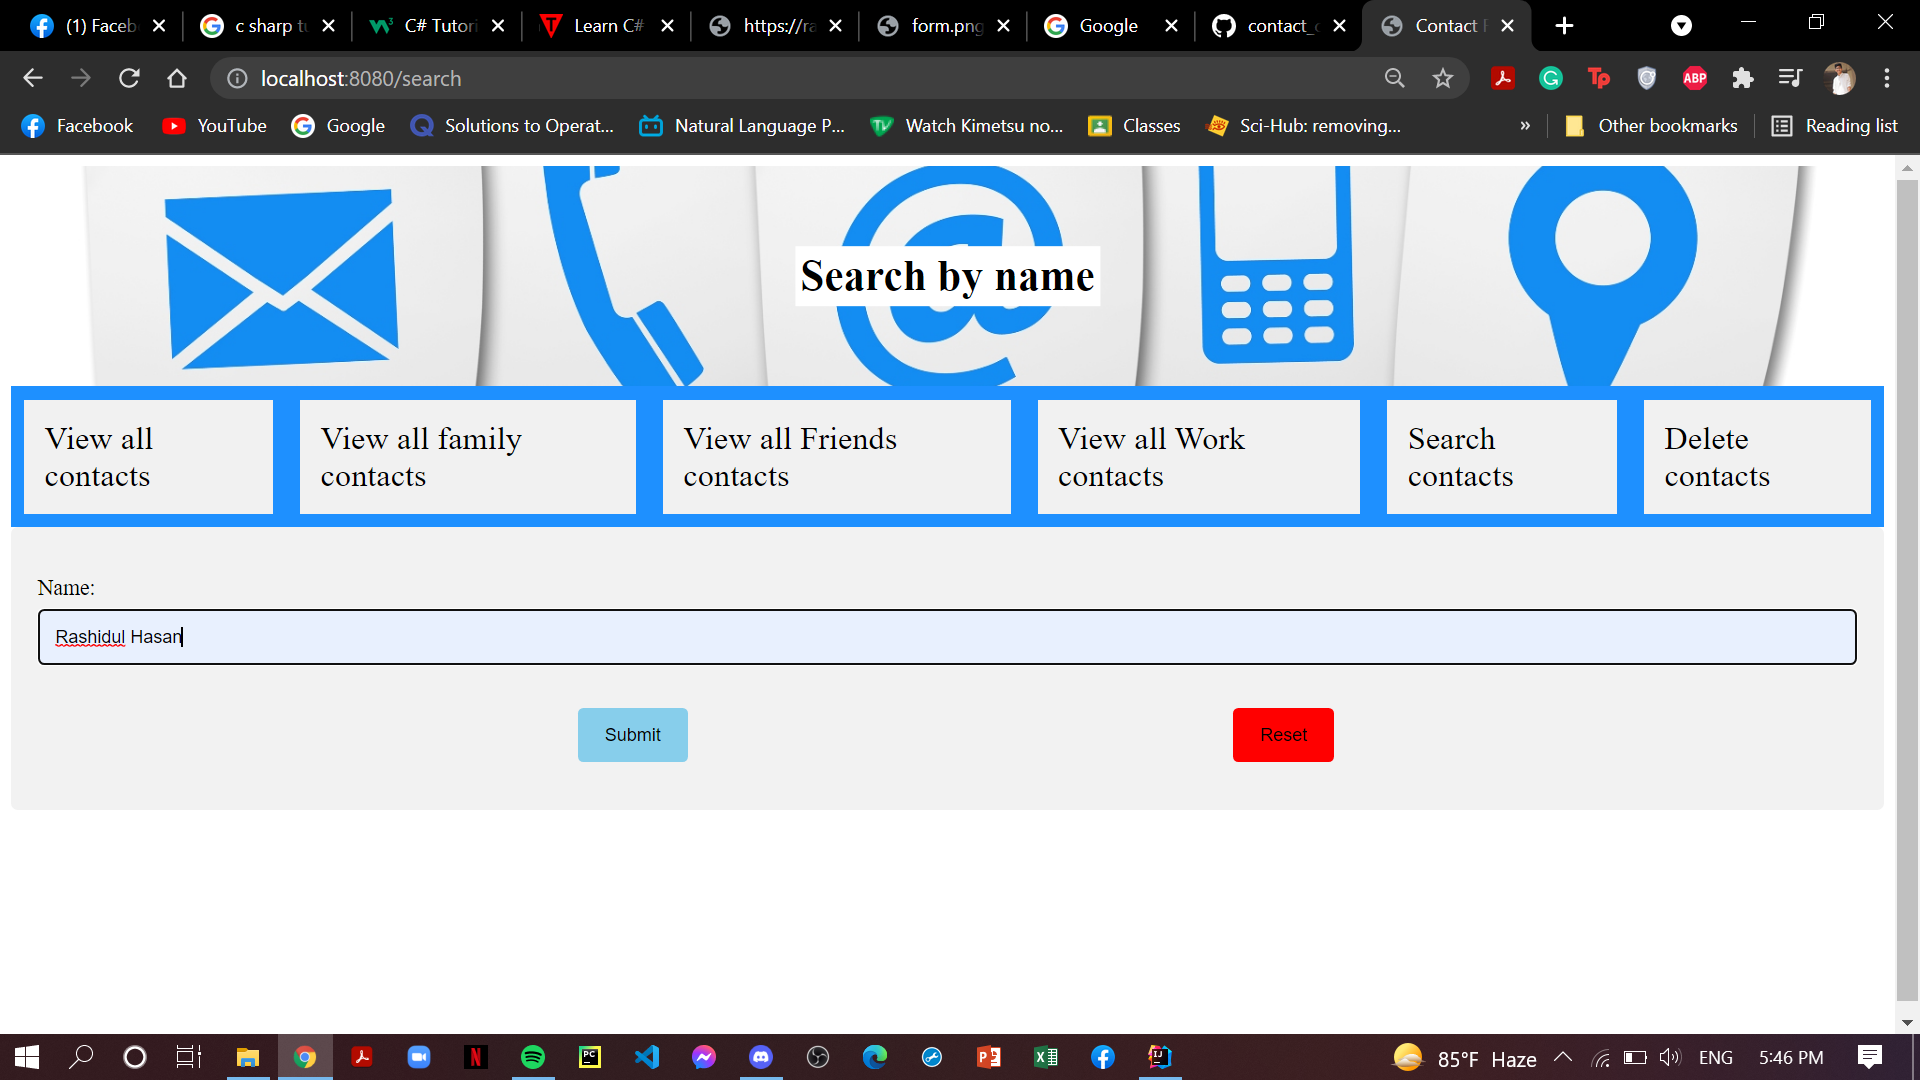 (1) Faceb
c sharp tu
C# Tutori
Learn C#
https://ra
form.png
Google
contact_c
Contact F
localhost:8080/search
ABP
Facebook
YouTube
Google
Solutions to Operat...
Natural Language P...
Watch Kimetsu no...
Classes
Sci-Hub: removing...
»
Other bookmarks
Reading list
Search by name
View all contacts
View all family contacts
View all Friends contacts
View all Work contacts
Search contacts
Delete contacts
Name:
Rashidul Hasan
Submit
Reset
85°F Haze
ENG
5:46 PM